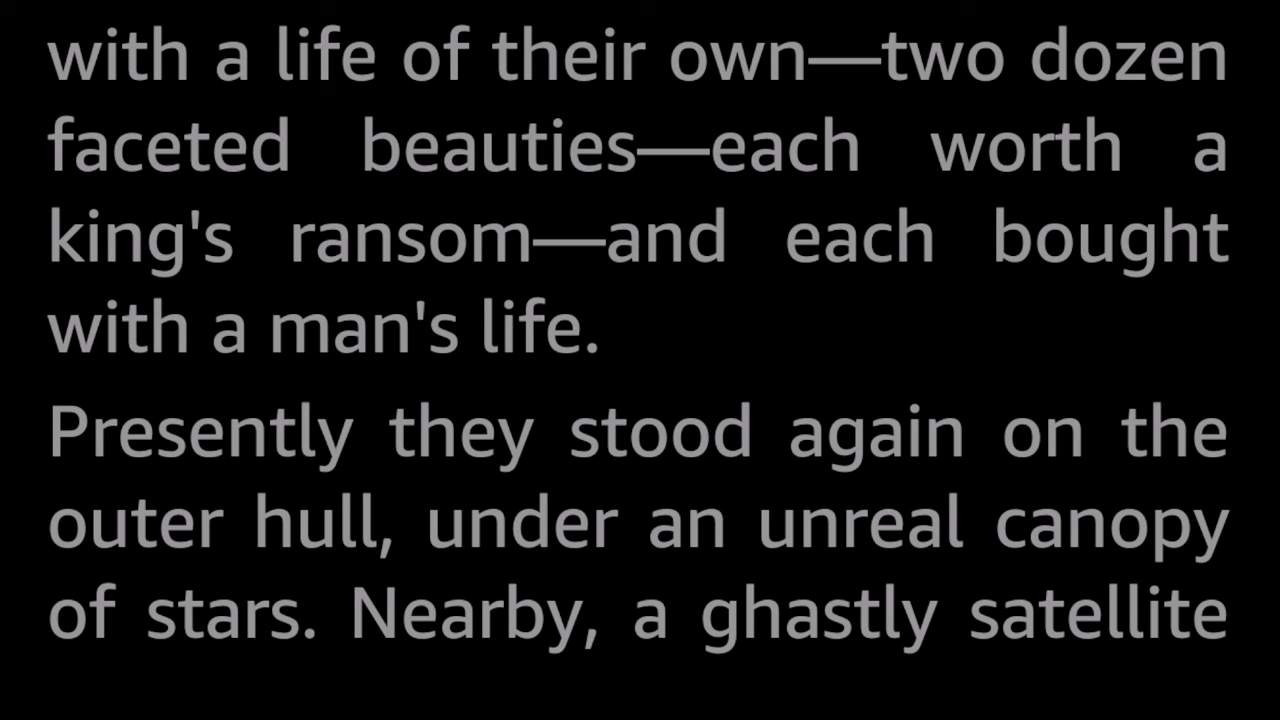 with a life of their own—two dozen
faceted beauties—each worth a
king's ransom—and each bought
with a man's life.
Presently they stood again on the
outer hull, under an unreal canopy
of stars. Nearby, a ghastly satellite